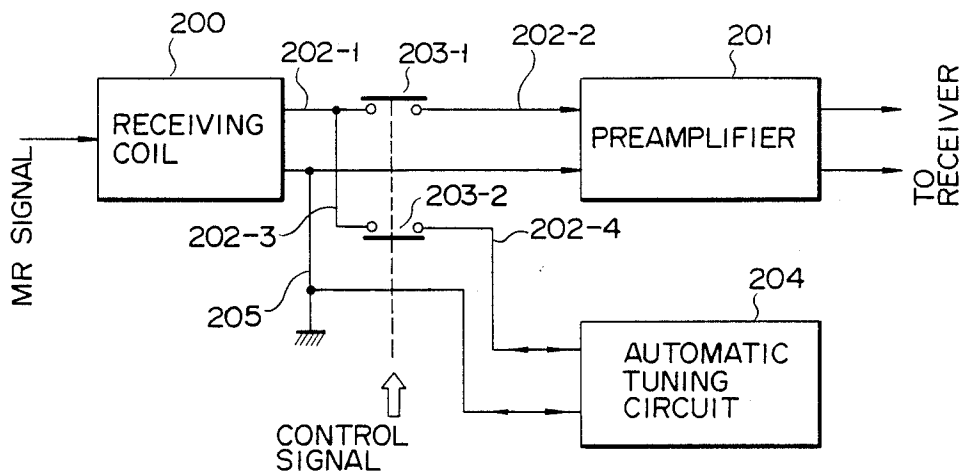 200
202-1
203-1
202-2
201
RECEIVING
COIL
PREAMPLIFIER
MR SIGNAL
TO
RECEIVER
203-2
202-3
202-4
205
204
AUTOMATIC
TUNING
CIRCUIT
CONTROL
SIGNAL